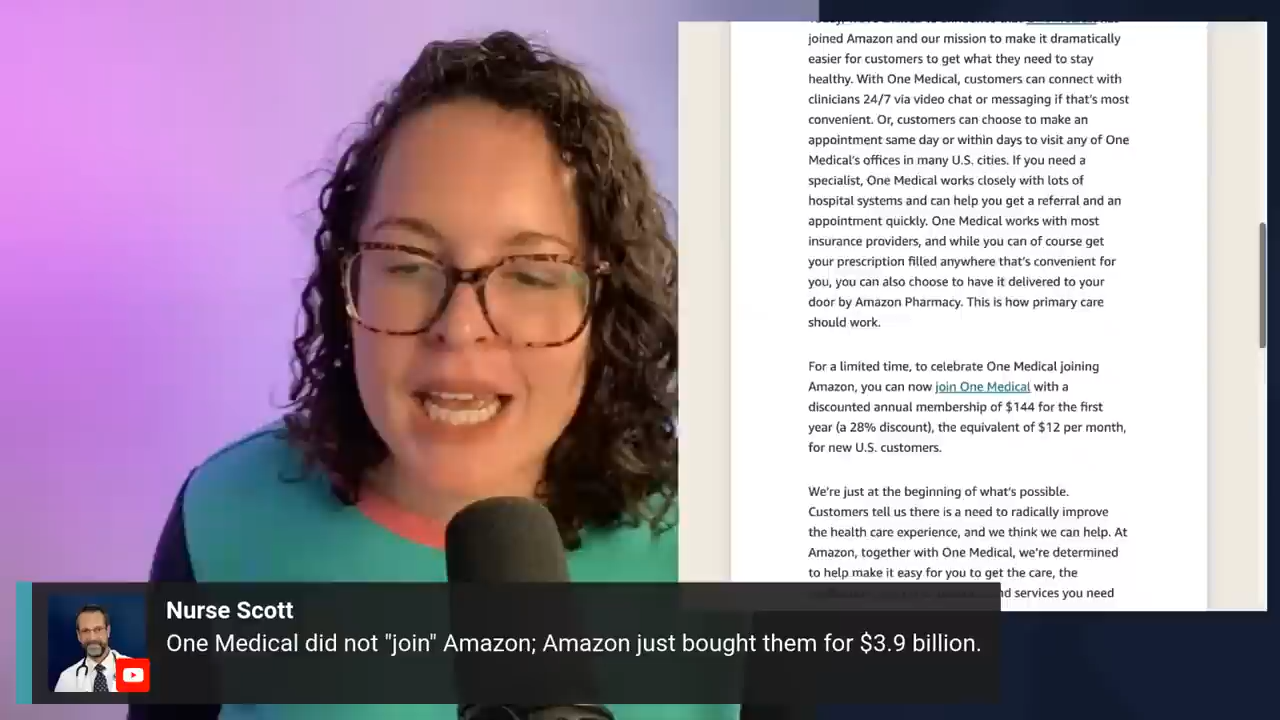 joined Amazon and our mission to make it dramatically
easier for customers to get what they need to stay
healthy. With One Medical, customers can connect with
clinicians 24/7 via video chat or messaging if that's most
convenient. Or, customers can choose to make an
appointment same day or within days to visit any of One
Medical's offices in many U.S. cities. If you need a
specialist, One Medical works closely with lots of
hospital systems and can help you get a referral and an
appointment quickly. One Medical works with most
insurance providers, and while you can of course get
your prescription filled anywhere that's convenient for
you, you can also choose to have it delivered to your
door by Amazon Pharmacy. This is how primary care
should work.
For a limited time, to celebrate One Medical joining
Amazon, you can now join One Medical with a
discounted annual membership of $144 for the first
year (a 28% discount), the equivalent of $12 per month,
for new U.S. customers.
We're just at the beginning of what's possible.
Customers tell us there is a need to radically improve
the health care experience, and we think we can help. At
Amazon, together with One Medical, we're determined
to help make it easy for you to get the care, the
services you need
Nurse Scott
One Medical did not "join" Amazon; Amazon just bought them for $3.9 billion.